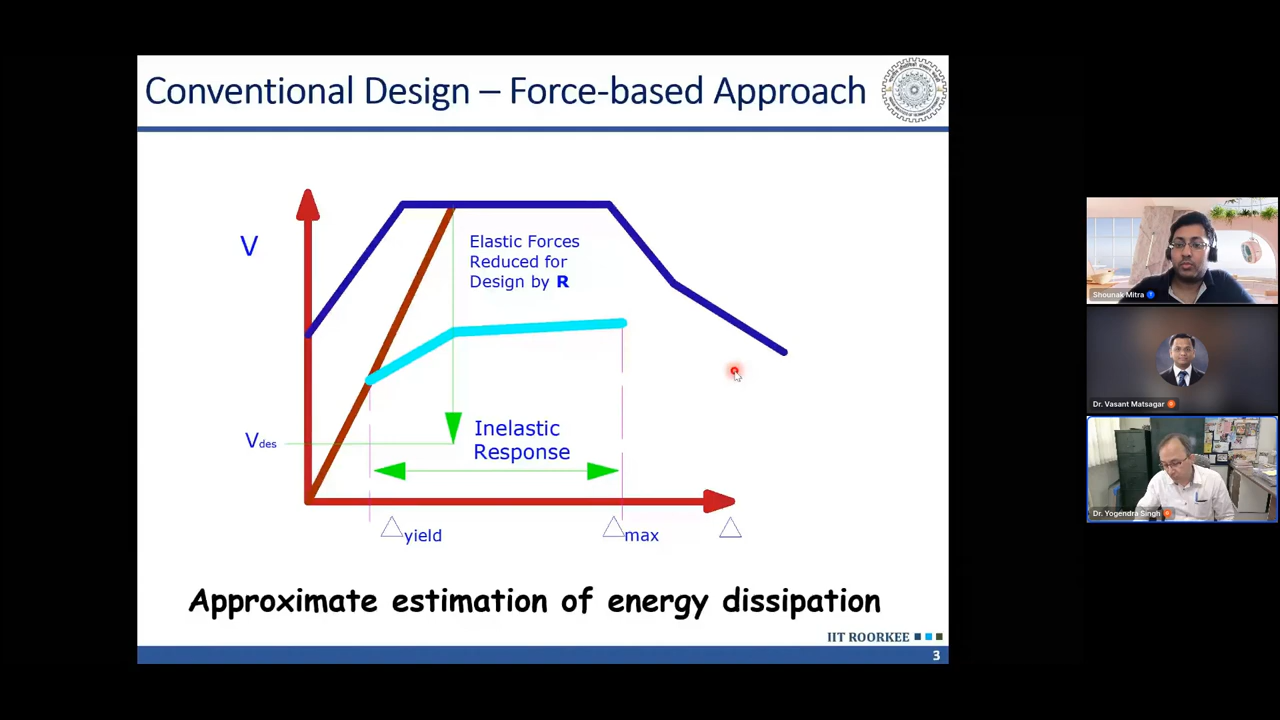 Conventional Design – Force-based Approach
V
Elastic Forces
Reduced for
Design by R
Vdes
Inelastic
Response
△yield
△max
△
Approximate estimation of energy dissipation
IIT ROORKEE
3
Shounak Mitra
Dr. Vasant Matsagar
Dr. Yogendra Singh